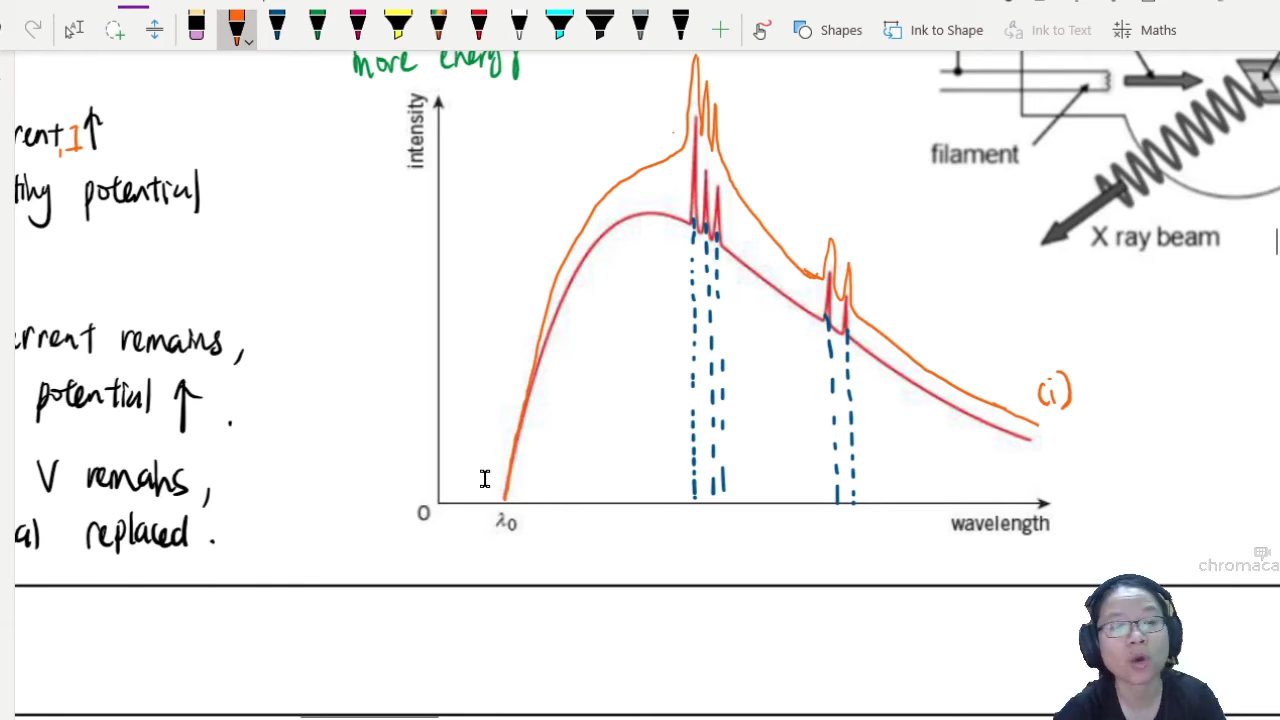 Shapes
Ink to Shape
Ink to Text
Maths
more energy
rent, I↑
potential
rrent remains,
potential ↑ .
V remains,
al replaced .
intensity
0
λ0
wavelength
(i)
filament
X ray beam
chromaca